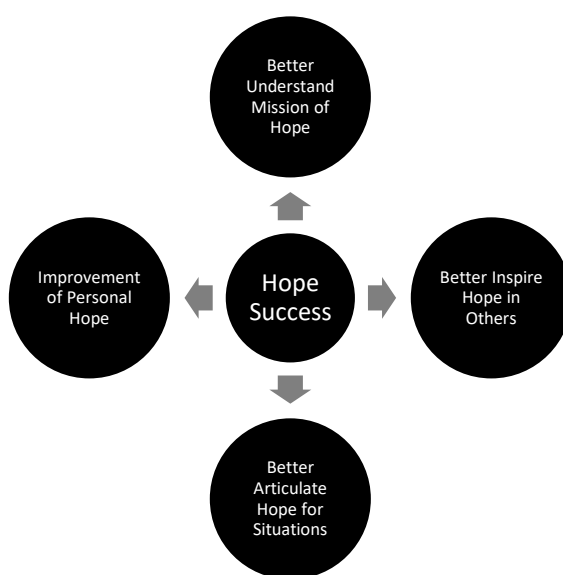 Better
Understand
Mission of
Hope
Improvement
of Personal
Hope
Hope
Success
Better Inspire
Hope in
Others
Better
Articulate
Hope for
Situations